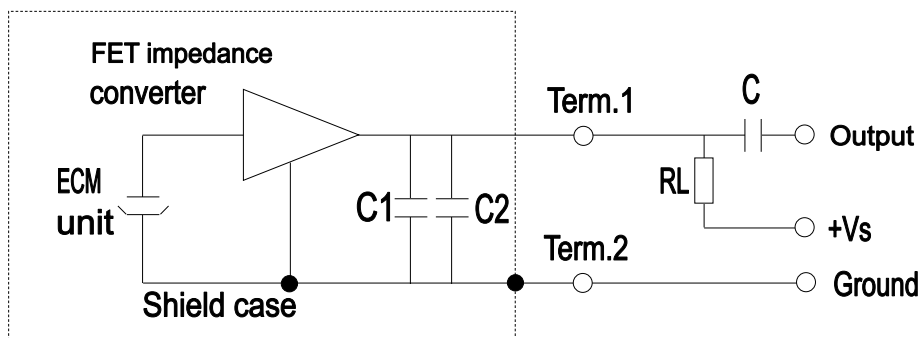 FET impedance
converter
Term.1
C
Output
ECM
unit
C1
C2
RL
+Vs
Term.2
Ground
Shield case